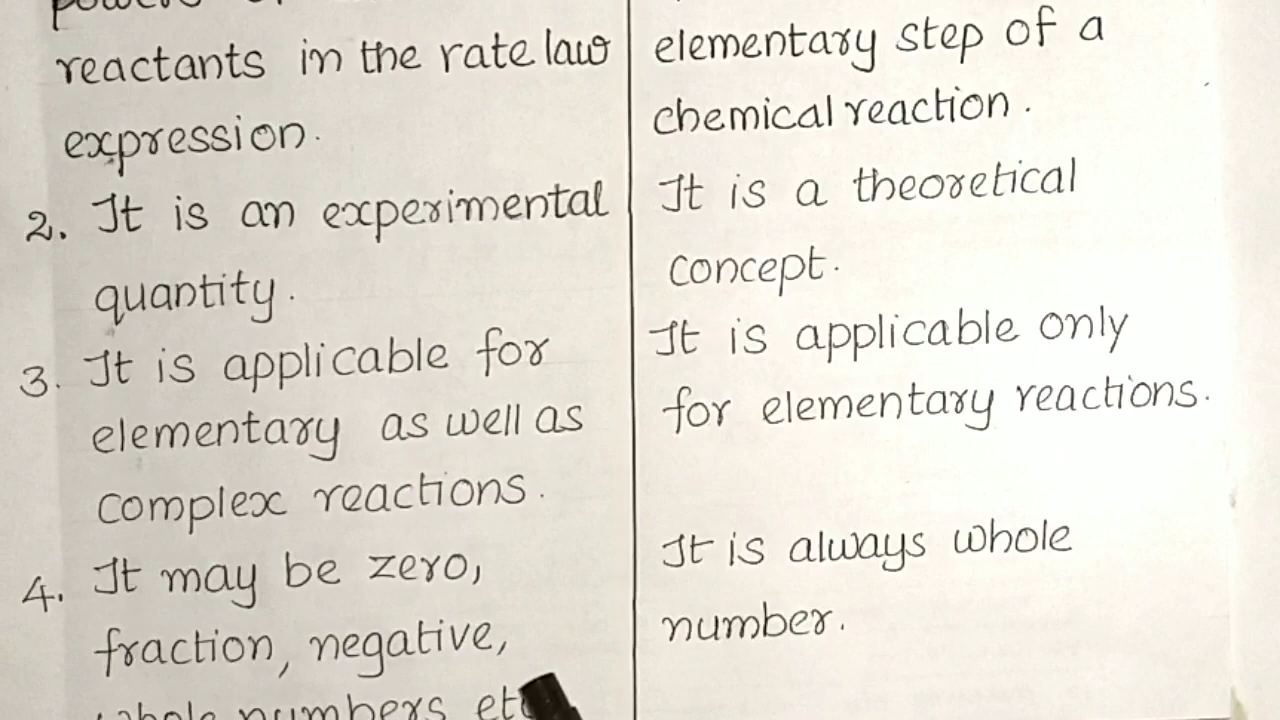 reactants in the rate law
expression.
2. It is an experimental
quantity.
3. It is applicable for
elementary as well as
complex reactions.
4. It may be zero,
fraction, negative,
numbers
elementary step of a
chemical reaction.
It is a theoretical
concept.
It is applicable only
for elementary reactions.
It is always whole
number.